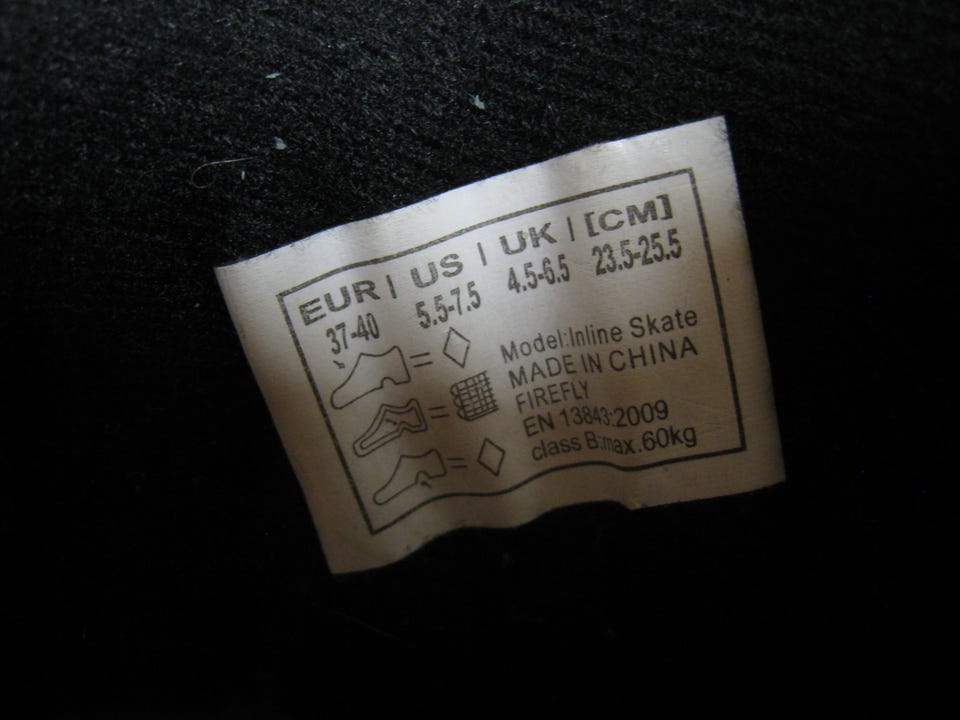 EUR | US | UK | [CM]
37-40 5.5-7.5 4.5-6.5 23.5-25.5
= 
=
=
Model:Inline Skate
MADE IN CHINA
FIREFLY
EN 13843:2009
class B:max.60kg